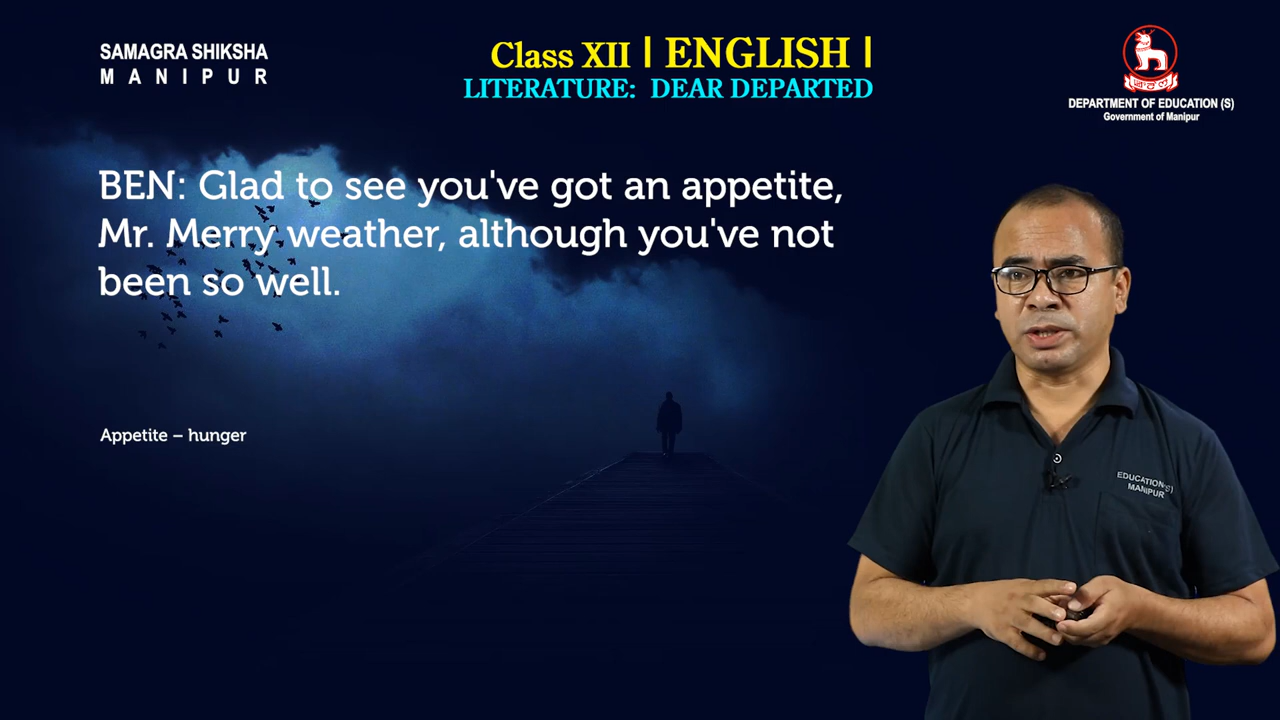 SAMAGRA SHIKSHA
MANIPUR
Class XII | ENGLISH |
LITERATURE: DEAR DEPARTED
DEPARTMENT OF EDUCATION (S)
Government of Manipur
BEN: Glad to see you've got an appetite,
Mr. Merry weather, although you've not
been so well.
Appetite – hunger
EDUCATION(S)
MANIPUR